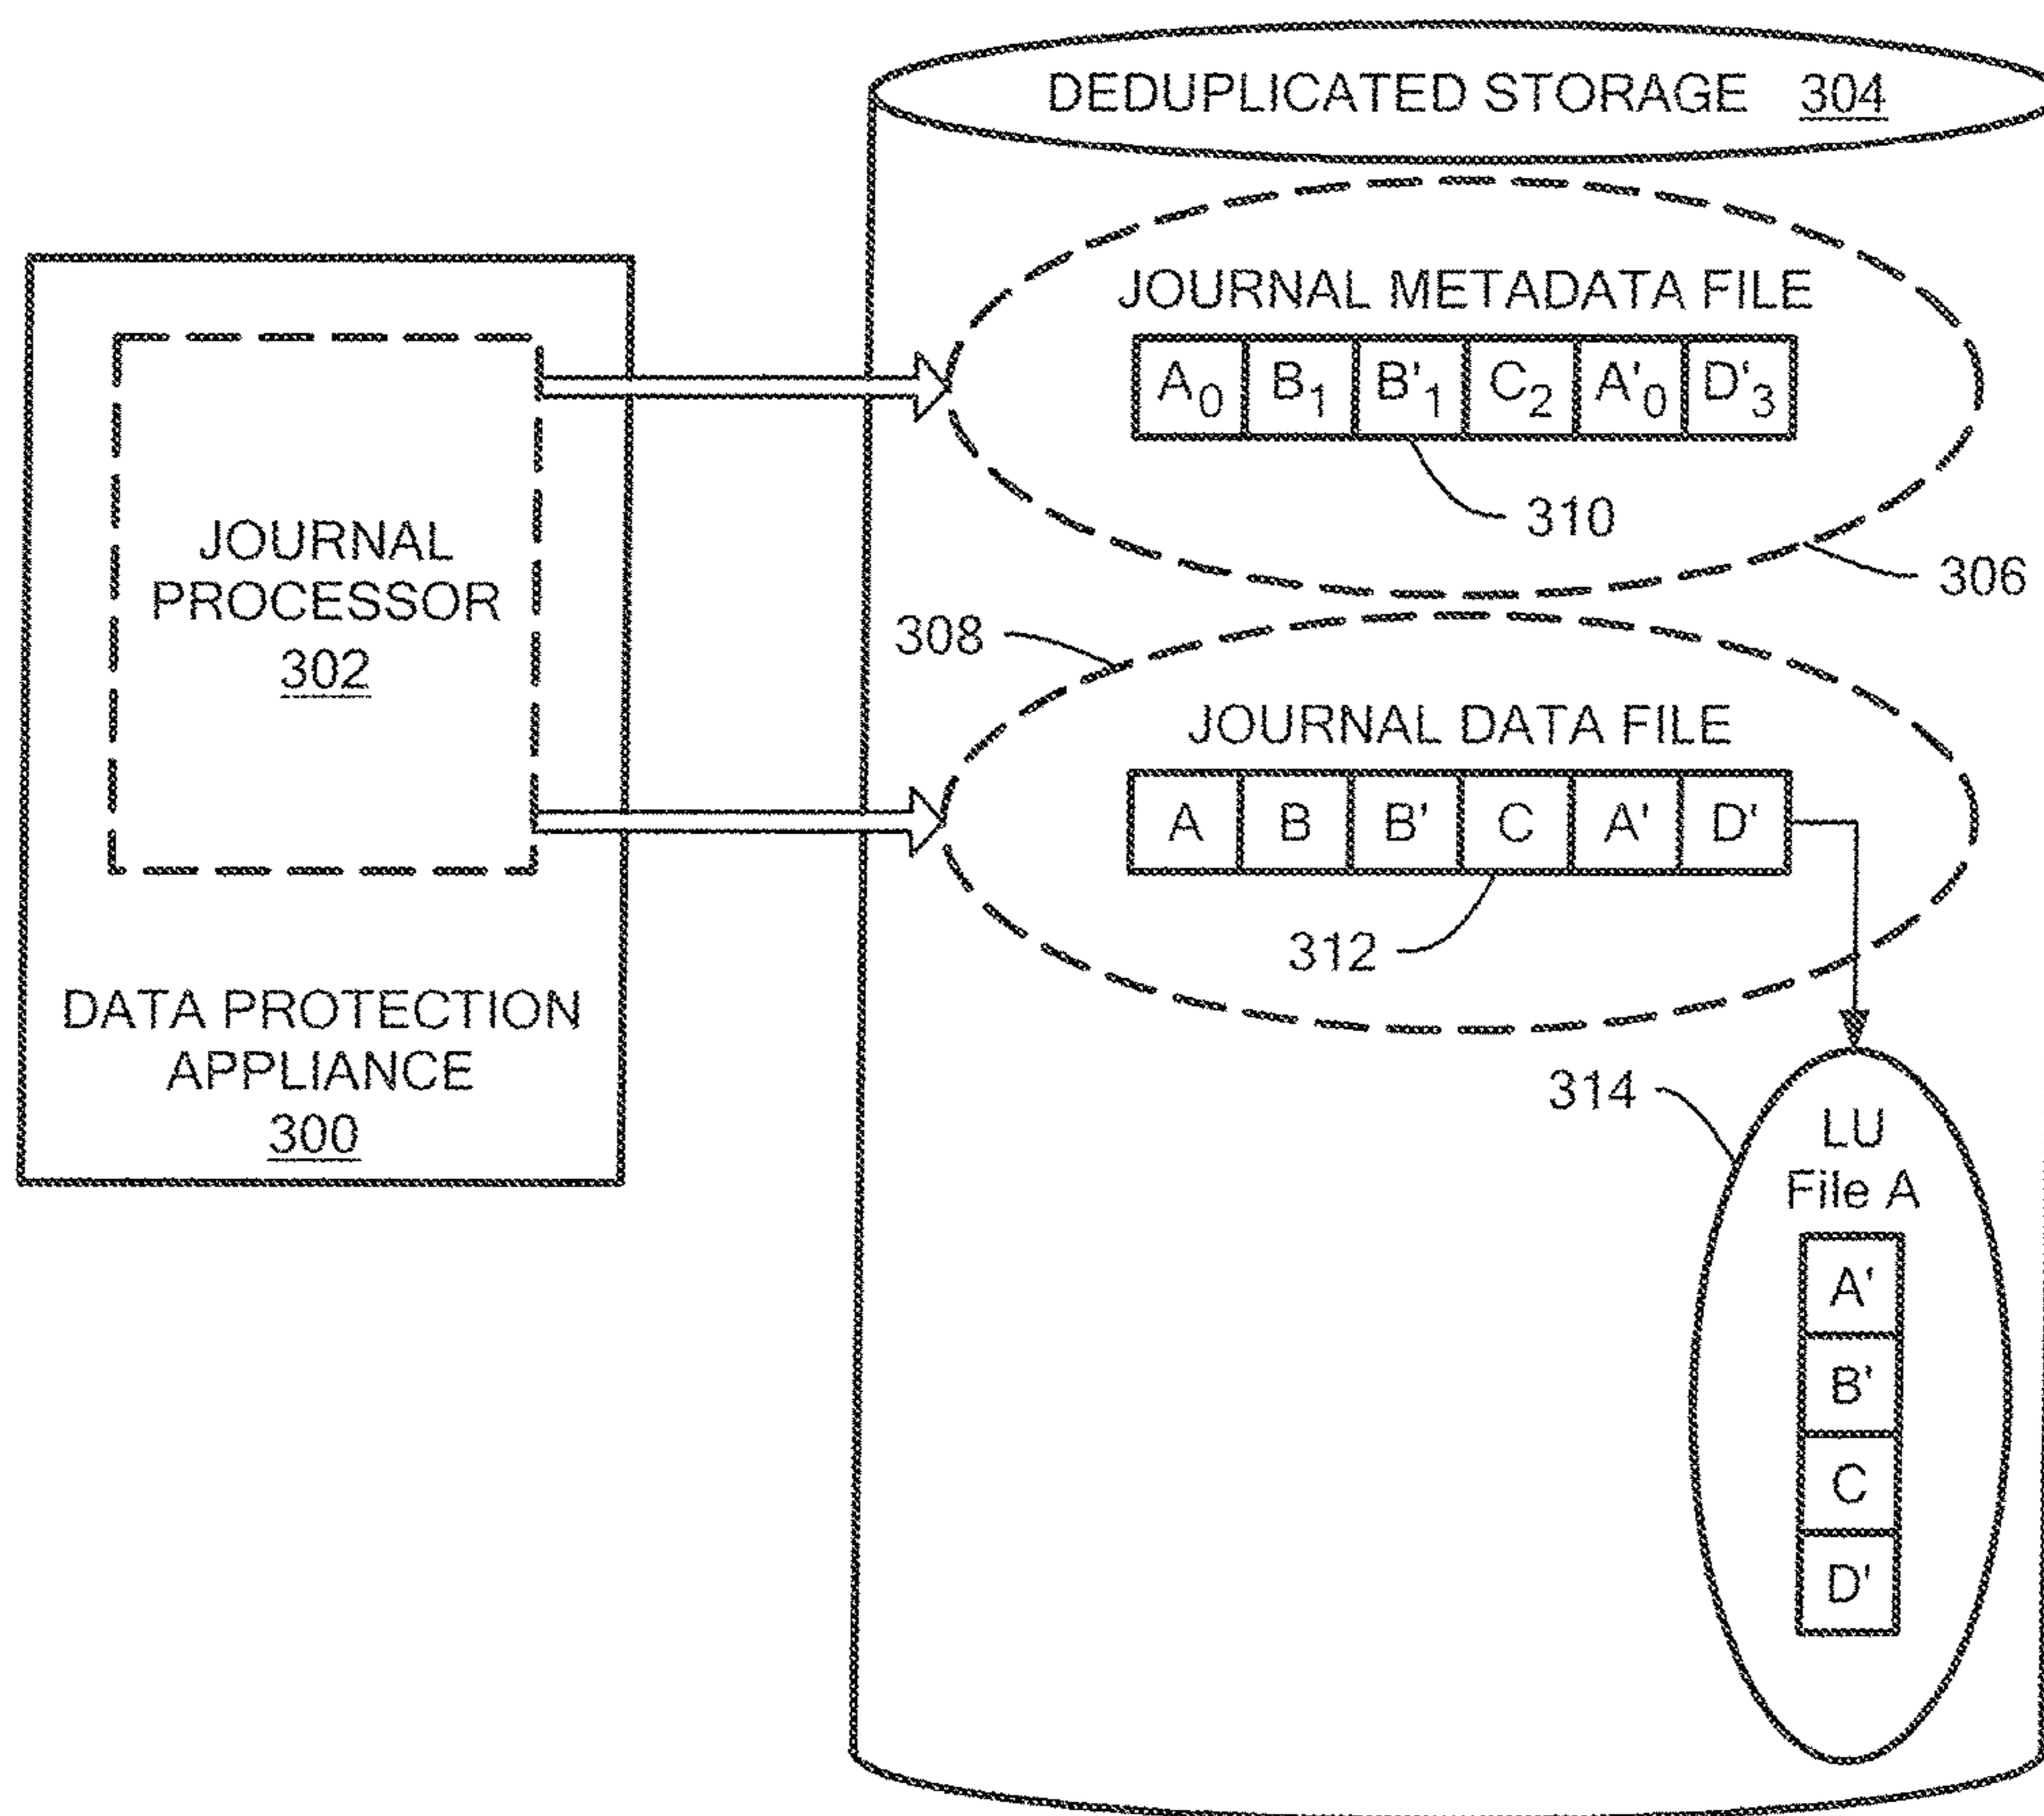 DEDUPLICATED STORAGE 304
JOURNAL METADATA FILE
A₀ B₁ B'₁ C₂ A'₀ D'₃
310
306
JOURNAL
PROCESSOR
302
308
JOURNAL DATA FILE
A B B' C A' D'
312
DATA PROTECTION
APPLIANCE
300
314
LU
File A
A'
B'
C
D'